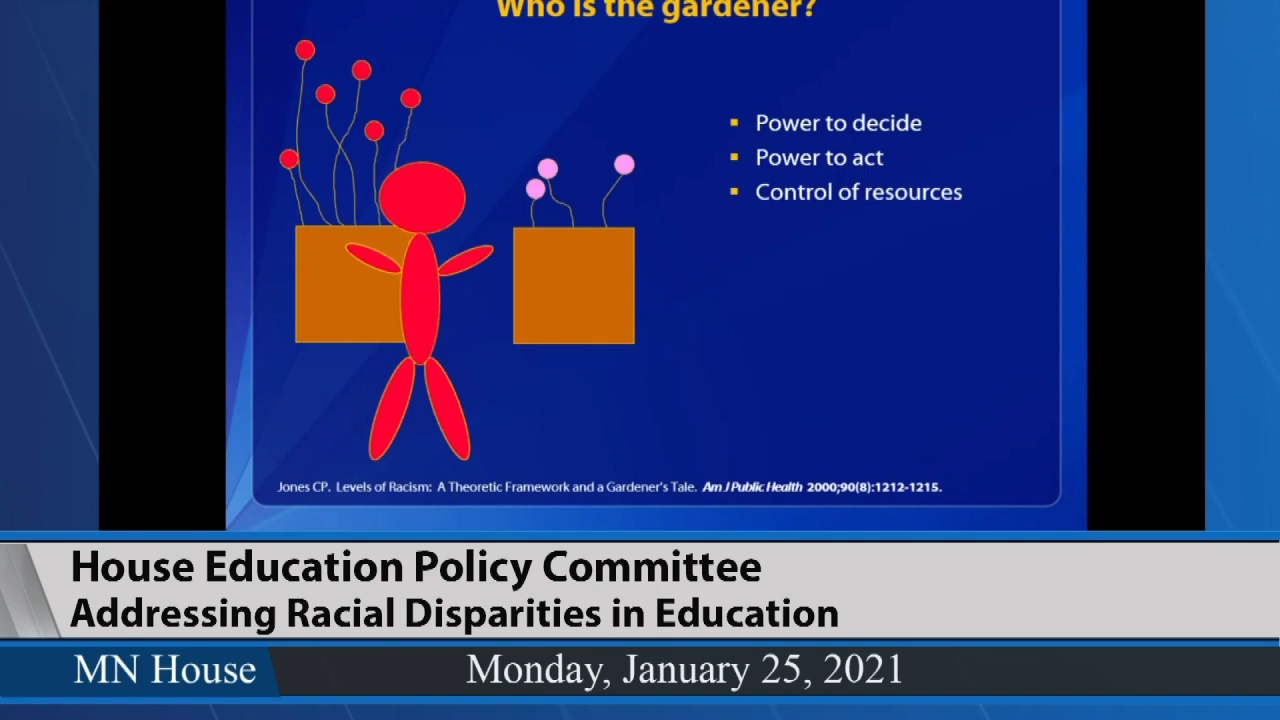 Who is the gardener?
▪ Power to decide
▪ Power to act
▪ Control of resources
Jones CP. Levels of Racism: A Theoretic Framework and a Gardener's Tale. Am J Public Health 2000;90(8):1212-1215.
House Education Policy Committee
Addressing Racial Disparities in Education
MN House
Monday, January 25, 2021